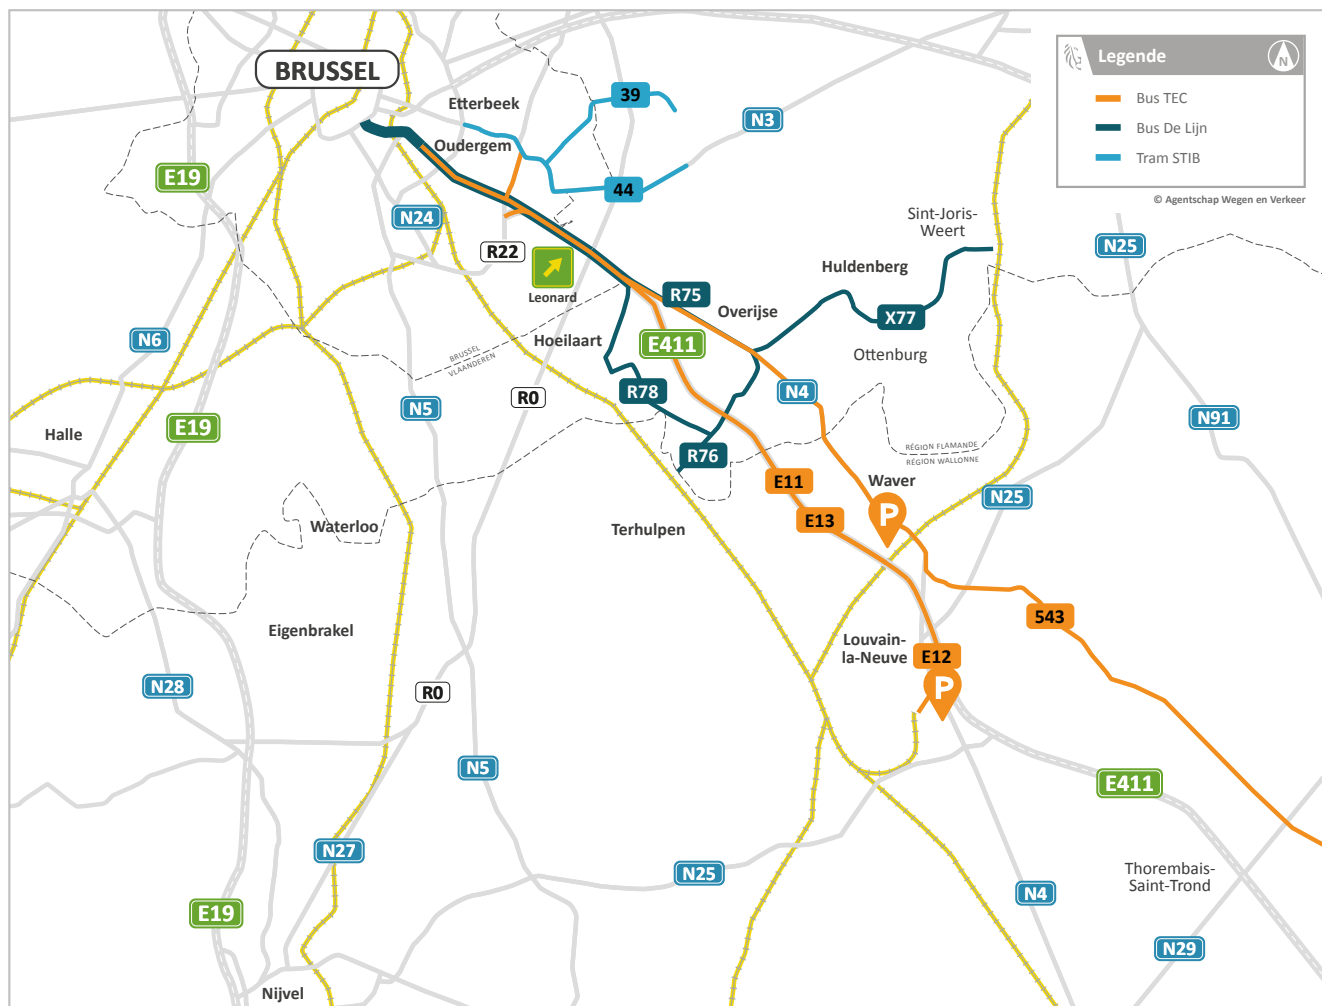 BRUSSEL
Legende
N
Bus TEC
Bus De Lijn
Tram STIB
© Agentschap Wegen en Verkeer
Etterbeek
39
N3
Oudergem
E19
44
N24
R22
Leonard
Sint-Joris-
Weert
N25
Huldenberg
R75
Overijse
X77
N6
Hoeilaart
E411
Ottenburg
BRUSSEL
VLAANDEREN
N5
R0
R78
N4
N91
E19
Halle
R76
RÉGION FLAMANDE
RÉGION WALLONNE
E11
Waver
N25
P
E13
Waterloo
Terhulpen
543
Eigenbrakel
Louvain-
la-Neuve
E12
P
N28
R0
N5
E411
N27
N25
Thorembais-
Saint-Trond
N4
E19
N29
Nijvel